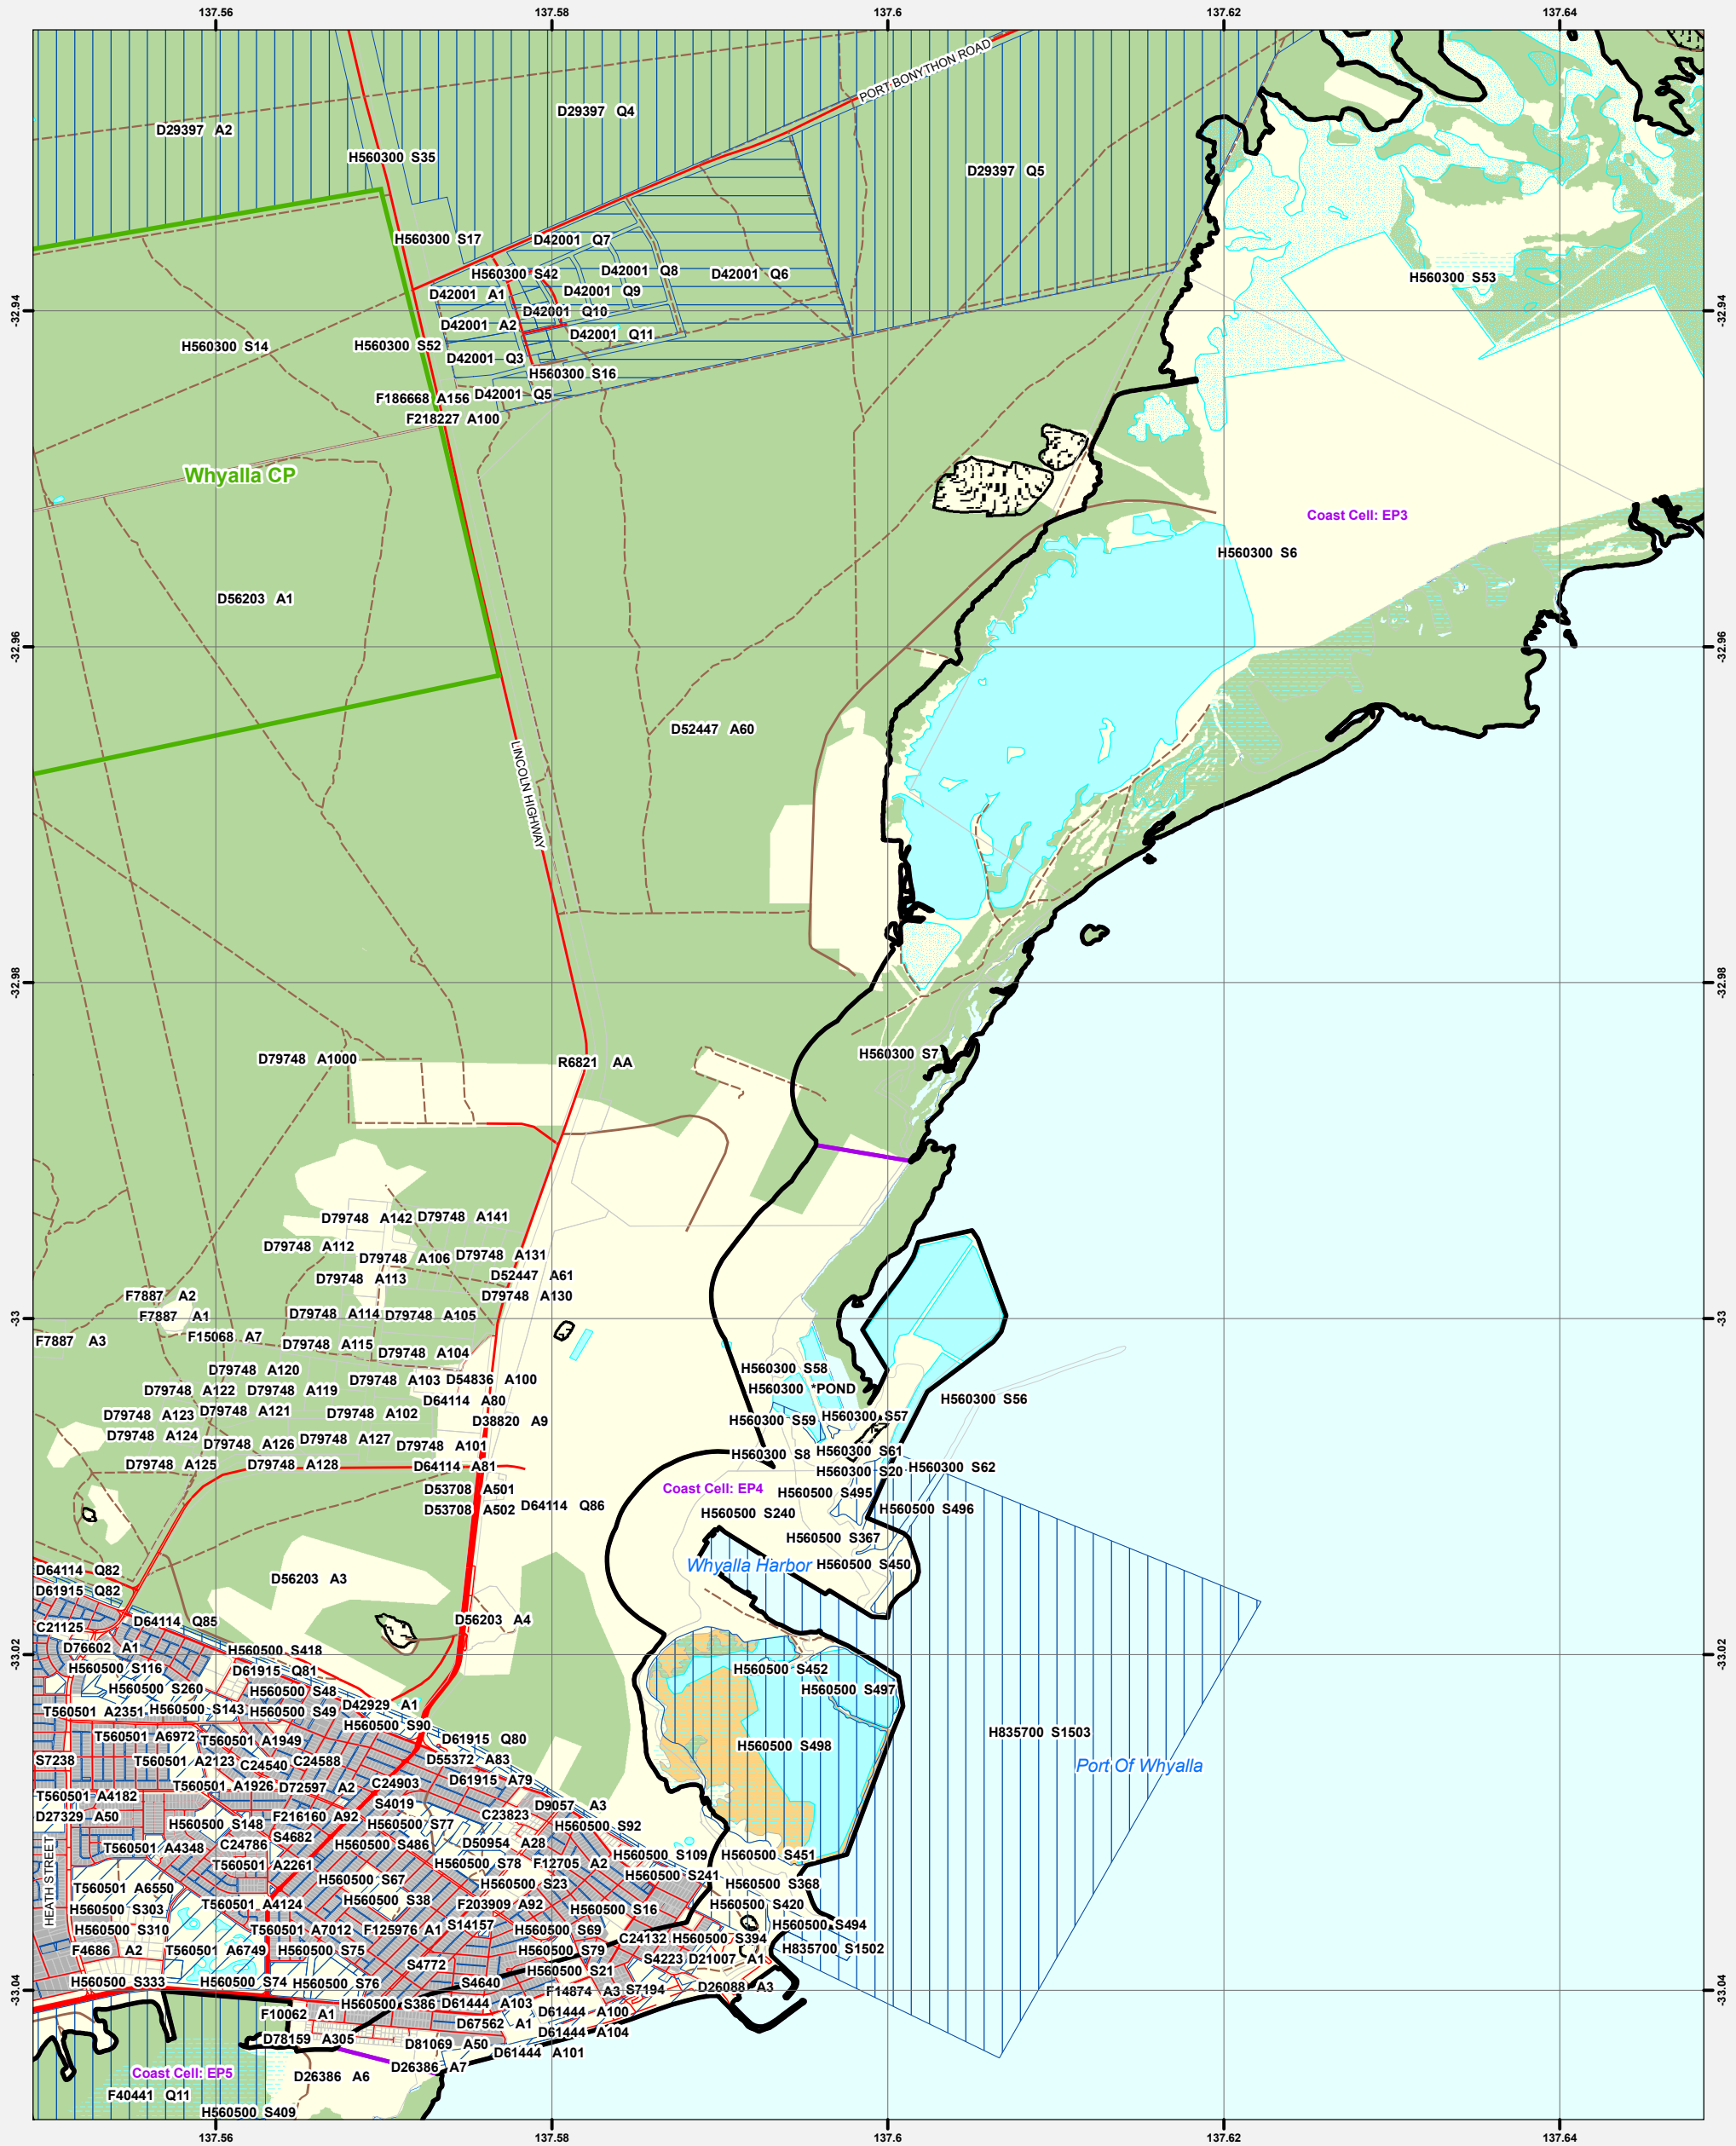 137.56 137.58 137.6 137.62 137.64
PORT BONYTHON ROAD
D29397 Q4
D29397 A2
H560300 S35
D29397 Q5
H560300 S17
D42001 Q7
H560300 S42
D42001 Q8
D42001 Q6
H560300 S53
D42001 A1
D42001 Q9
-32.94
-32.94
D42001 Q10
D42001 A2
D42001 Q11
H560300 S14
H560300 S52
D42001 Q3
H560300 S16
F186668 A156
D42001 Q5
F218227 A100
Whyalla CP
Coast Cell: EP3
H560300 S6
D56203 A1
-32.96
-32.96
D52447 A60
LINCOLN HIGHWAY
-32.98
-32.98
H560300 S7
D79748 A1000
R6821 AA
D79748 A142
D79748 A141
D79748 A112
D79748 A106
D79748 A131
D79748 A113
D52447 A61
F7887 A2
D79748 A130
F7887 A1
D79748 A114
D79748 A105
-33
-33
F7887 A3
F15068 A7
D79748 A115
D79748 A104
D79748 A120
H560300 S58
D79748 A122
D79748 A119
D79748 A103
D54836 A100
H560300 *POND
D64114 A80
H560300 S56
D79748 A123
D79748 A121
D79748 A102
D38820 A9
H560300 S59
H560300 S57
D79748 A124
D79748 A126
D79748 A127
D79748 A101
H560300 S8
H560300 S61
D79748 A125
D79748 A128
D64114 A81
H560300 S20
H560300 S62
D53708 A501
Coast Cell: EP4
H560500 S495
D53708 A502
D64114 Q86
H560500 S240
H560500 S496
H560500 S367
Whyalla Harbor
H560500 S450
D64114 Q82
D56203 A3
D61915 Q82
C21125
D64114 Q85
D56203 A4
D76602 A1
H560500 S418
-33.02
-33.02
H560500 S116
D61915 Q81
H560500 S452
H560500 S260
H560500 S48
H560500 S497
T560501 A2351
H560500 S143
H560500 S49
D42929 A1
H560500 S90
H835700 S1503
T560501 A6972
T560501 A1949
D61915 Q80
H560500 S498
S7238
T560501 A2123
C24540
C24588
D55372 A83
Port Of Whyalla
T560501 A1926
D72597 A2
C24903
D61915 A79
T560501 A4182
S4019
D9057 A3
D27329 A50
H560500 S148
F216160 A92
H560500 S77
C23823
H560500 S92
HEATH STREET
T560501 A4348
C24786
S4682
H560500 S486
D50954 A28
H560500 S109
H560500 S451
T560501 A2261
H560500 S78
F12705 A2
T560501 A6550
H560500 S67
H560500 S23
H560500 S241
H560500 S368
H560500 S303
T560501 A4124
H560500 S38
F203909 A92
H560500 S16
H560500 S420
H560500 S310
T560501 A7012
F125976 A1
S14157
H560500 S69
C24132
H560500 S394
H560500 S494
F4686 A2
T560501 A6749
H560500 S75
H560500 S79
S4223
D21007 A1
H835700 S1502
S4772
H560500 S21
H560500 S333
H560500 S74
H560500 S76
S4640
F14874 A3
S7194
D26088 A3
-33.04
-33.04
H560500 S386
D61444 A103
D61444 A100
F10062 A1
D67562 A1
D61444 A104
D78159 A305
D81069 A50
D61444 A101
Coast Cell: EP5
D26386 A6
D26386 A7
F40441 Q11
H560500 S409
137.56 137.58 137.6 137.62 137.64